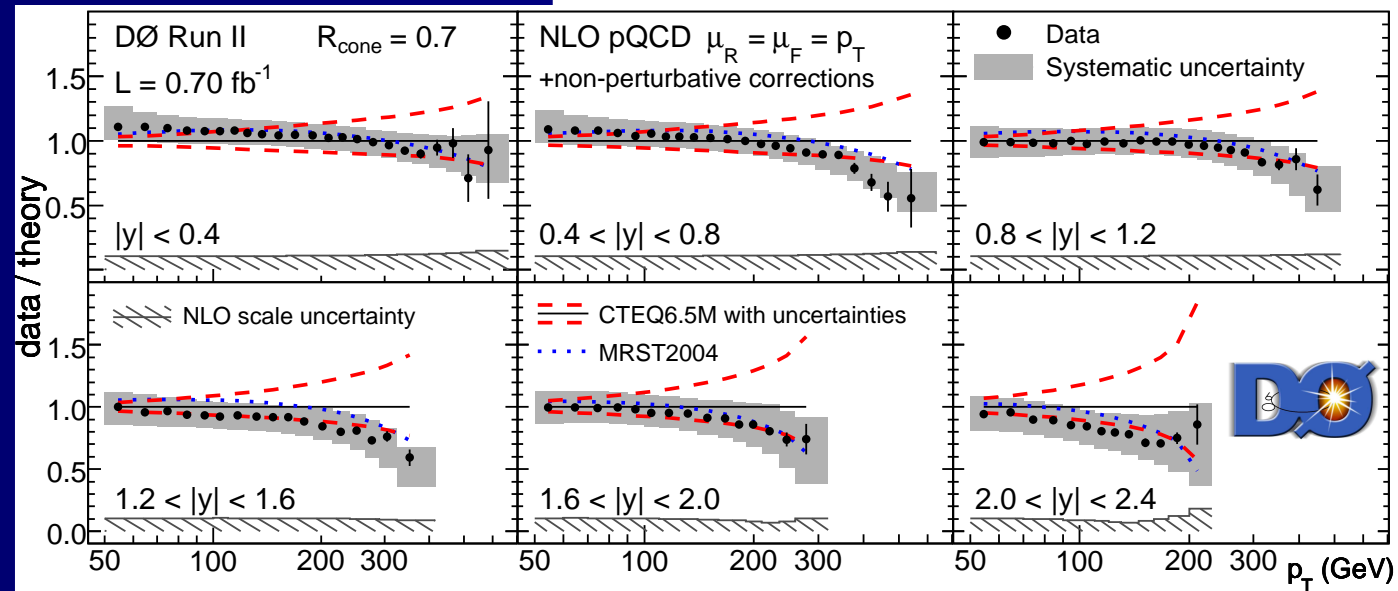 DØ Run II R_cone = 0.7
L = 0.70 fb⁻¹
NLO pQCD μ_R = μ_F = p_T
+non-perturbative corrections
Data
Systematic uncertainty
1.5
1.0
0.5
|y| < 0.4
0.4 < |y| < 0.8
0.8 < |y| < 1.2
data / theory
NLO scale uncertainty
CTEQ6.5M with uncertainties
MRST2004
DØ
1.5
1.0
0.5
0.0
1.2 < |y| < 1.6
1.6 < |y| < 2.0
2.0 < |y| < 2.4
50 100 200 300 50 100 200 300 50 100 200 300
p_T (GeV)